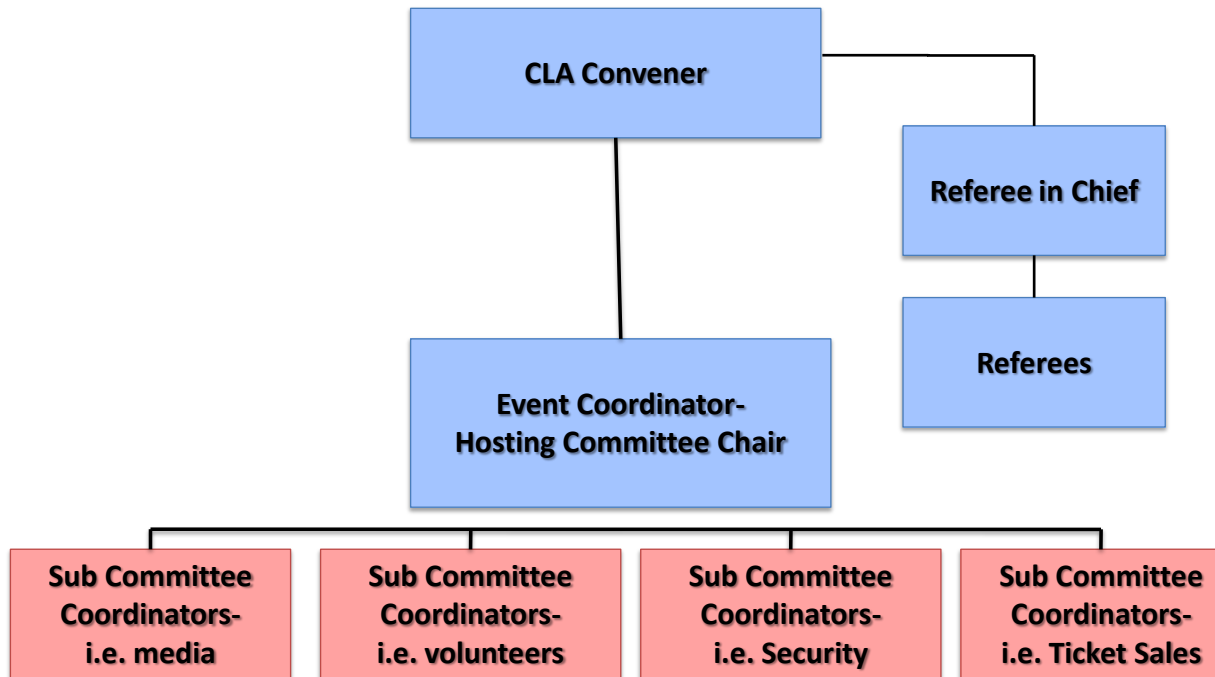 CLA Convener
Referee in Chief
Referees
Event Coordinator-
Hosting Committee Chair
Sub Committee
Coordinators-
i.e. media
Sub Committee
Coordinators-
i.e. volunteers
Sub Committee
Coordinators-
i.e. Security
Sub Committee
Coordinators-
i.e. Ticket Sales